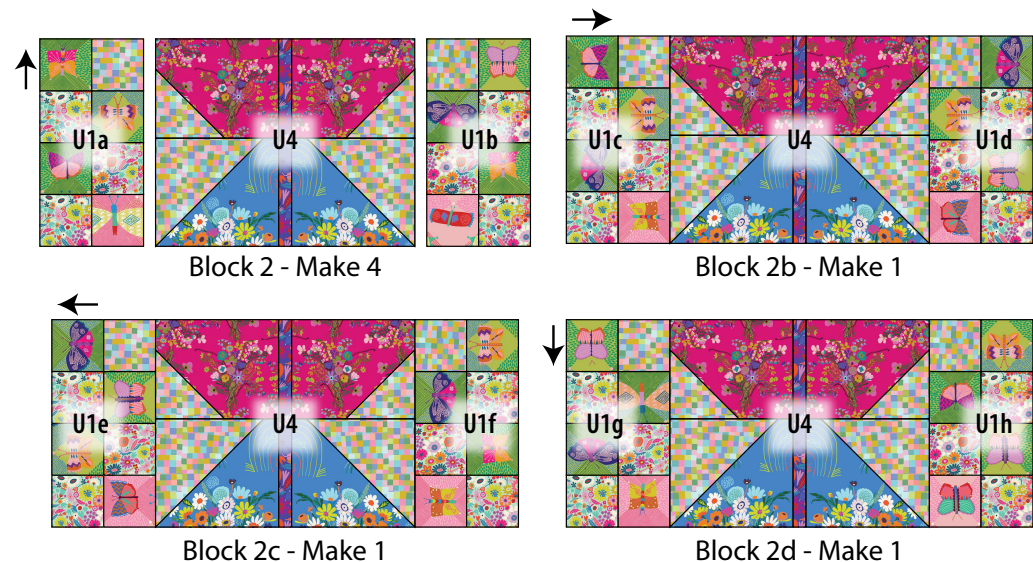 U1a
U4
U1b
Block 2 - Make 4
U1c
U4
U1d
Block 2b - Make 1
U1e
U4
U1f
Block 2c - Make 1
U1g
U4
U1h
Block 2d - Make 1